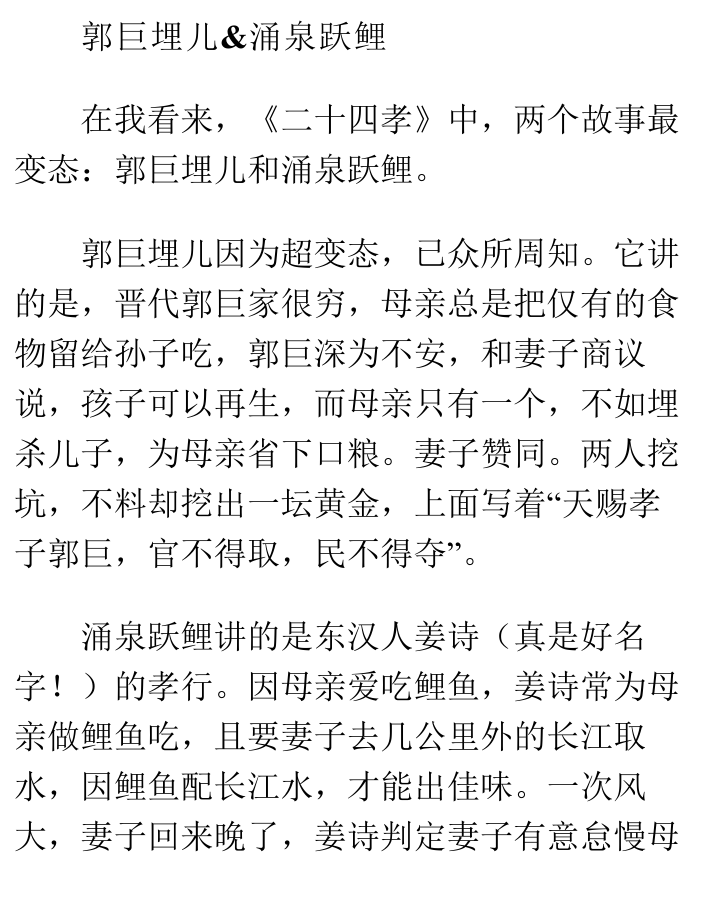 郭巨埋儿&涌泉跃鲤
在我看来，《二十四孝》中，两个故事最
变态：郭巨埋儿和涌泉跃鲤。
郭巨埋儿因为超变态，已众所周知。它讲
的是，晋代郭巨家很穷，母亲总是把仅有的食
物留给孙子吃，郭巨深为不安，和妻子商议
说，孩子可以再生，而母亲只有一个，不如埋
杀儿子，为母亲省下口粮。妻子赞同。两人挖
坑，不料却挖出一坛黄金，上面写着“天赐孝
子郭巨，官不得取，民不得夺”。
涌泉跃鲤讲的是东汉人姜诗（真是好名
字！）的孝行。因母亲爱吃鲤鱼，姜诗常为母
亲做鲤鱼吃，且要妻子去几公里外的长江取
水，因鲤鱼配长江水，才能出佳味。一次风
大，妻子回来晚了，姜诗判定妻子有意怠慢母